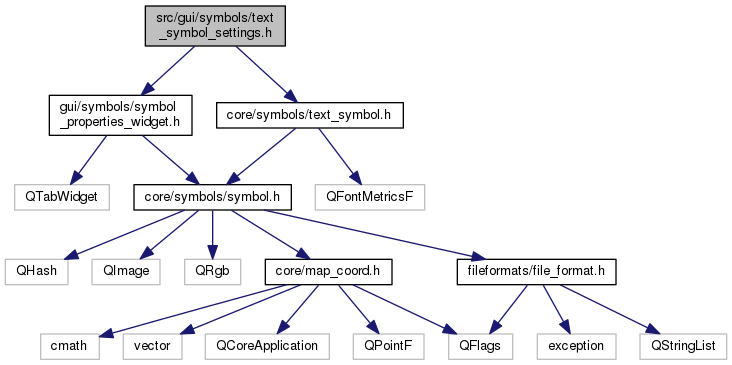 src/gui/symbols/text
_symbol_settings.h
gui/symbols/symbol
_properties_widget.h
core/symbols/text_symbol.h
QTabWidget
core/symbols/symbol.h
QFontMetricsF
QHash
QImage
QRgb
core/map_coord.h
fileformats/file_format.h
cmath
vector
QCoreApplication
QPointF
QFlags
exception
QStringList